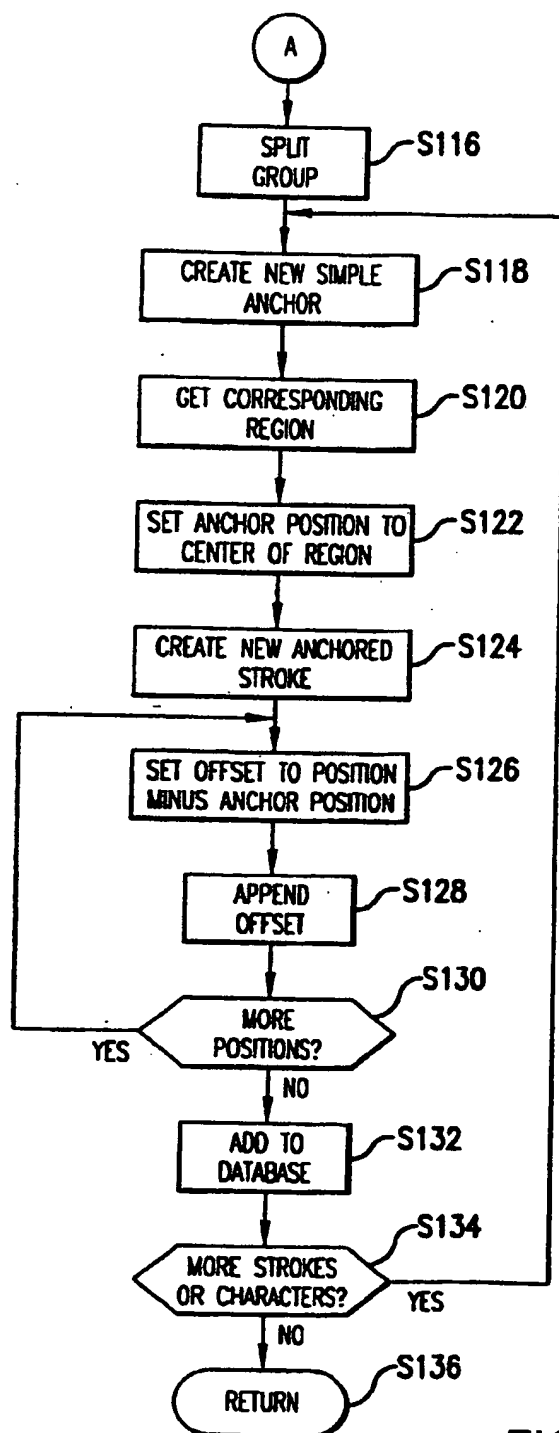 A
SPLIT
GROUP
S116
CREATE NEW SIMPLE
ANCHOR
S118
GET CORRESPONDING
REGION
S120
SET ANCHOR POSITION TO
CENTER OF REGION
S122
CREATE NEW ANCHORED
STROKE
S124
SET OFFSET TO POSITION
MINUS ANCHOR POSITION
S126
APPEND
OFFSET
S128
MORE
POSITIONS?
S130
YES
NO
ADD TO
DATABASE
S132
MORE STROKES
OR CHARACTERS?
S134
YES
NO
RETURN
S136